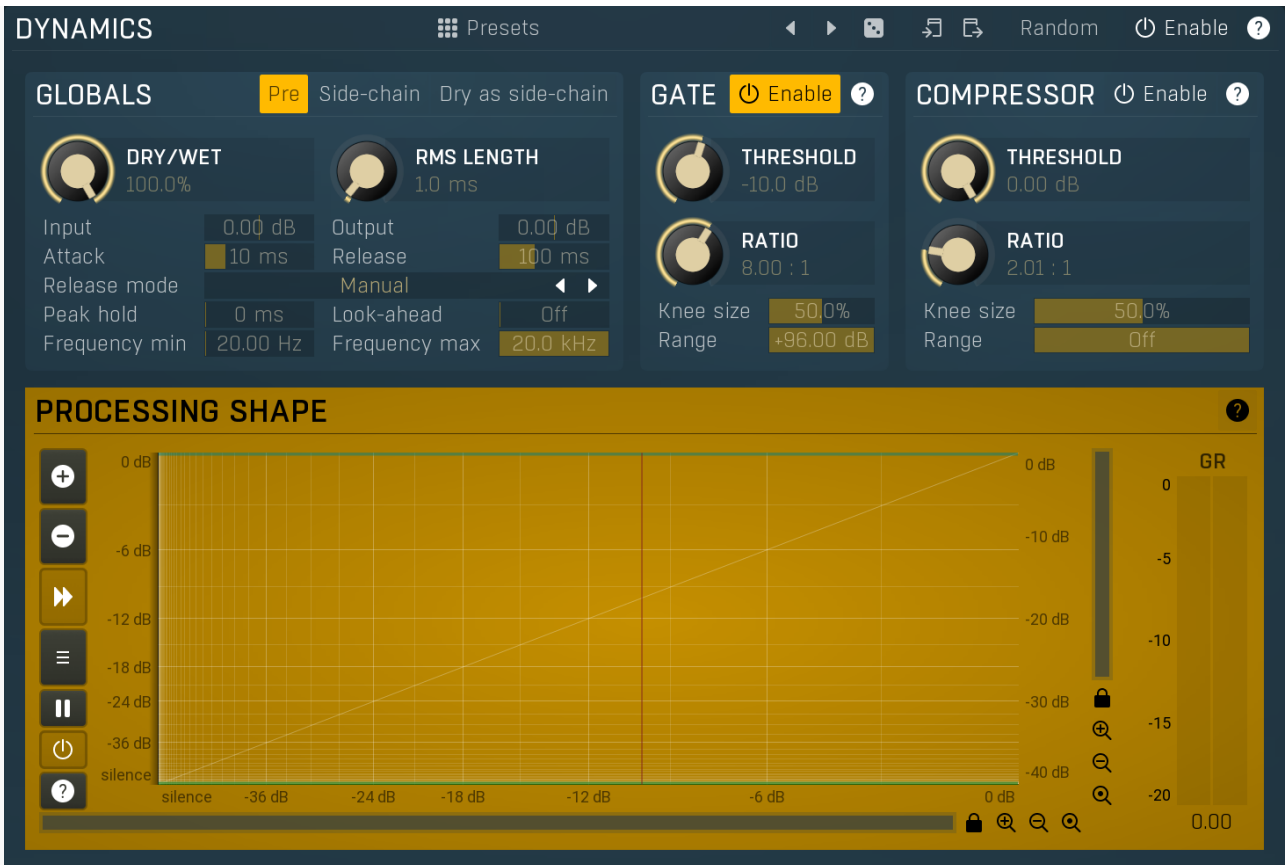 DYNAMICS Presets Random Enable ?
GLOBALS Pre Side-chain Dry as side-chain
DRY/WET
100.0%
RMS LENGTH
1.0 ms
Input 0.00 dB Output 0.00 dB
Attack 10 ms Release 100 ms
Release mode Manual
Peak hold 0 ms Look-ahead Off
Frequency min 20.00 Hz Frequency max 20.0 kHz
GATE Enable ?
THRESHOLD
-10.0 dB
RATIO
8.00 : 1
Knee size 50.0%
Range +96.00 dB
COMPRESSOR Enable ?
THRESHOLD
0.00 dB
RATIO
2.01 : 1
Knee size 50.0%
Range Off
PROCESSING SHAPE ?
0 dB
-6 dB
-12 dB
-18 dB
-24 dB
-36 dB
silence
?
silence -36 dB -24 dB -18 dB -12 dB -6 dB 0 dB
0 dB
-10 dB
-20 dB
-30 dB
-40 dB
GR
0
-5
-10
-15
-20
0.00